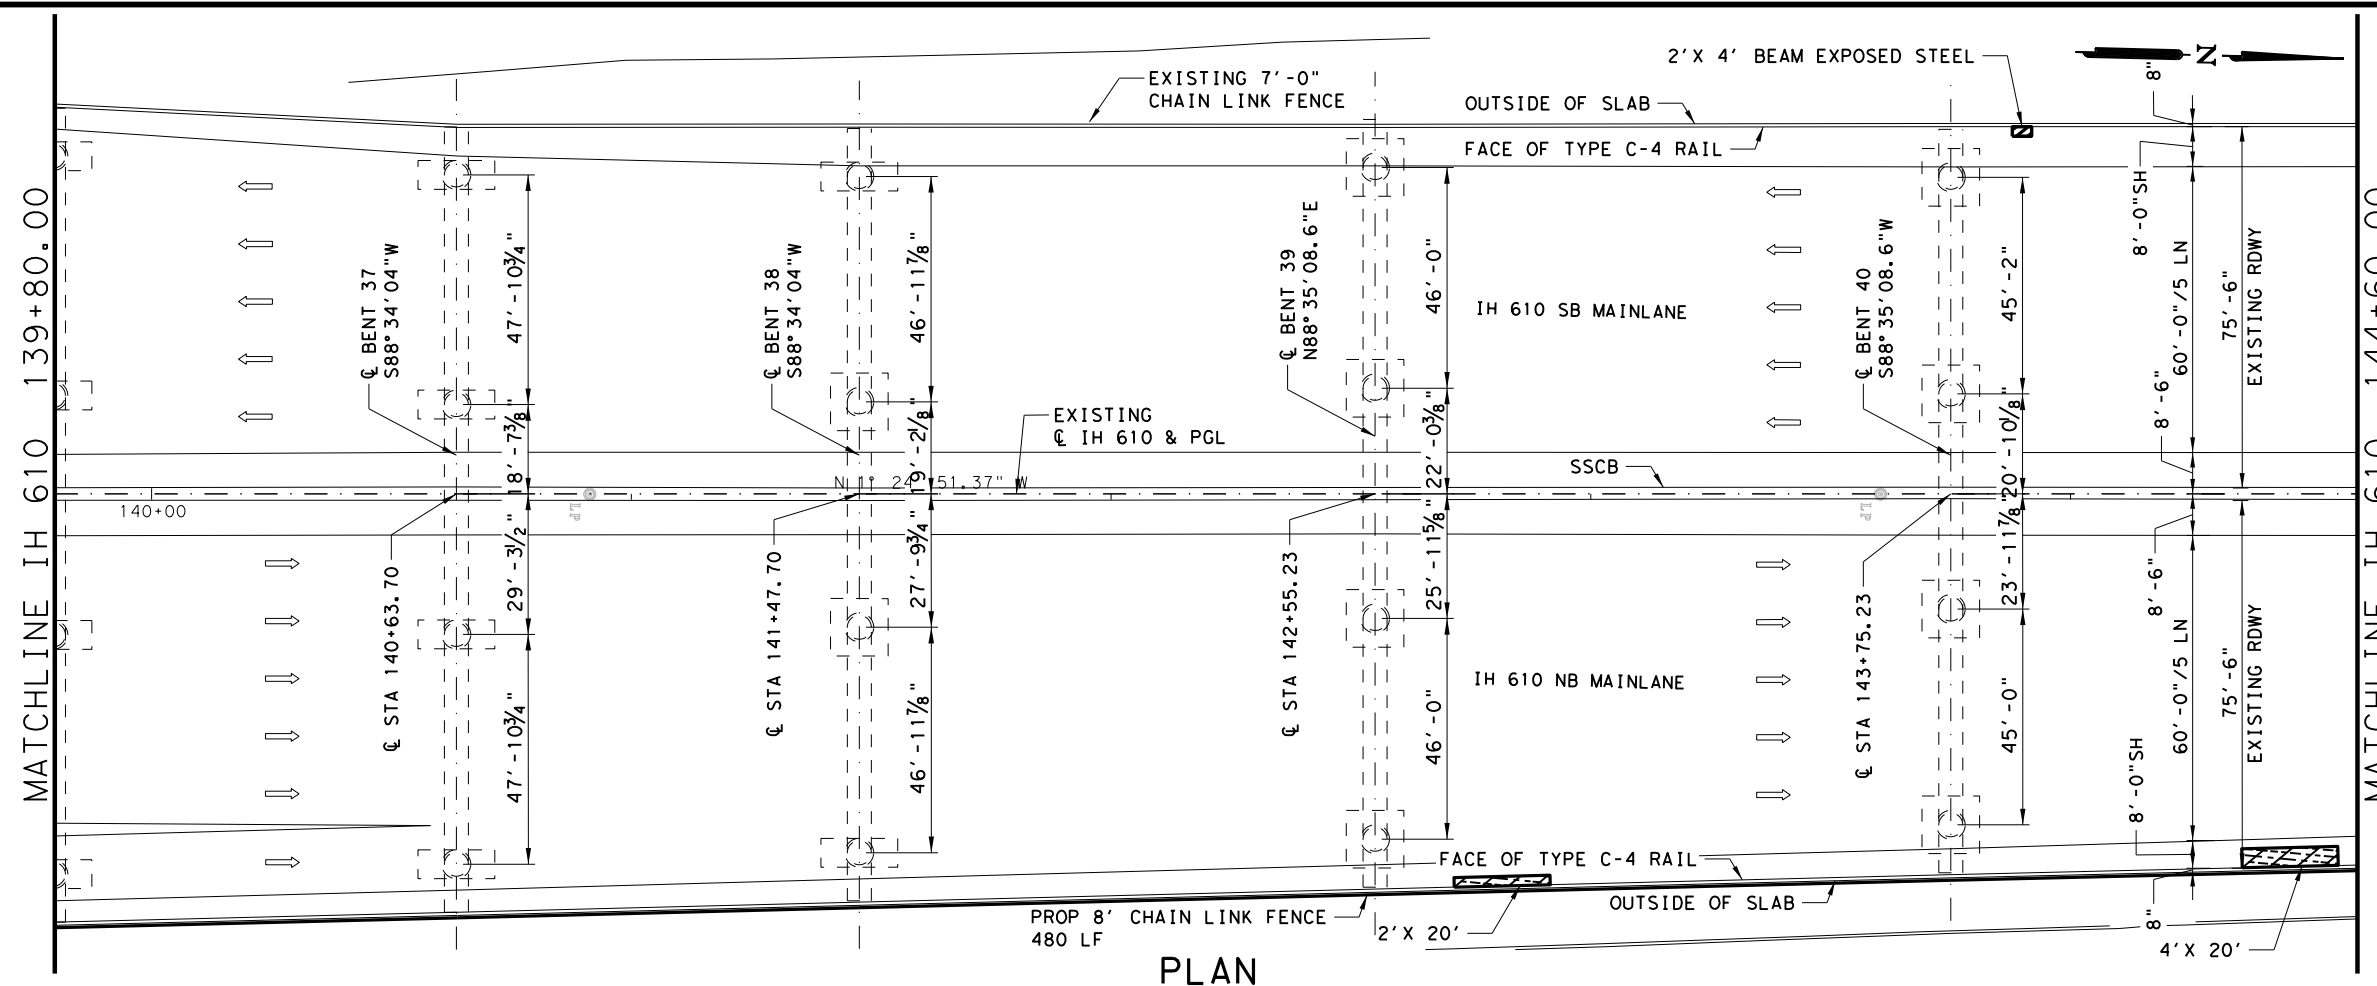 2'X 4' BEAM EXPOSED STEEL
N
EXISTING 7'-0"
CHAIN LINK FENCE
OUTSIDE OF SLAB
FACE OF TYPE C-4 RAIL
8"
8'-0"SH
60'-0"/5 LN
75'-6"
EXISTING RDWY
8'-6"
MATCHLINE IH 610 139+80.00
MATCHLINE IH 610 144+60.00
℄ BENT 37
S88°34'04"W
47'-10¾"
18'-7⅜"
℄ BENT 38
S88°34'04"W
46'-11⅞"
19'-2⅛"
℄ BENT 39
N88°35'08.6"E
46'-0"
22'-0⅜"
IH 610 SB MAINLANE
℄ BENT 40
S88°35'08.6"W
45'-2"
20'-10⅛"
EXISTING
℄ IH 610 & PGL
SSCB
N 1° 24' 51.37" W
140+00
LP
LP
℄ STA 140+63.70
29'-3½"
47'-10¾"
℄ STA 141+47.70
27'-9¾"
46'-11⅞"
℄ STA 142+55.23
25'-11⅝"
46'-0"
IH 610 NB MAINLANE
℄ STA 143+75.23
23'-11⅞"
45'-0"
8'-6"
60'-0"/5 LN
75'-6"
EXISTING RDWY
8'-0"SH
8"
FACE OF TYPE C-4 RAIL
OUTSIDE OF SLAB
PROP 8' CHAIN LINK FENCE
480 LF
2'X 20'
4'X 20'
PLAN